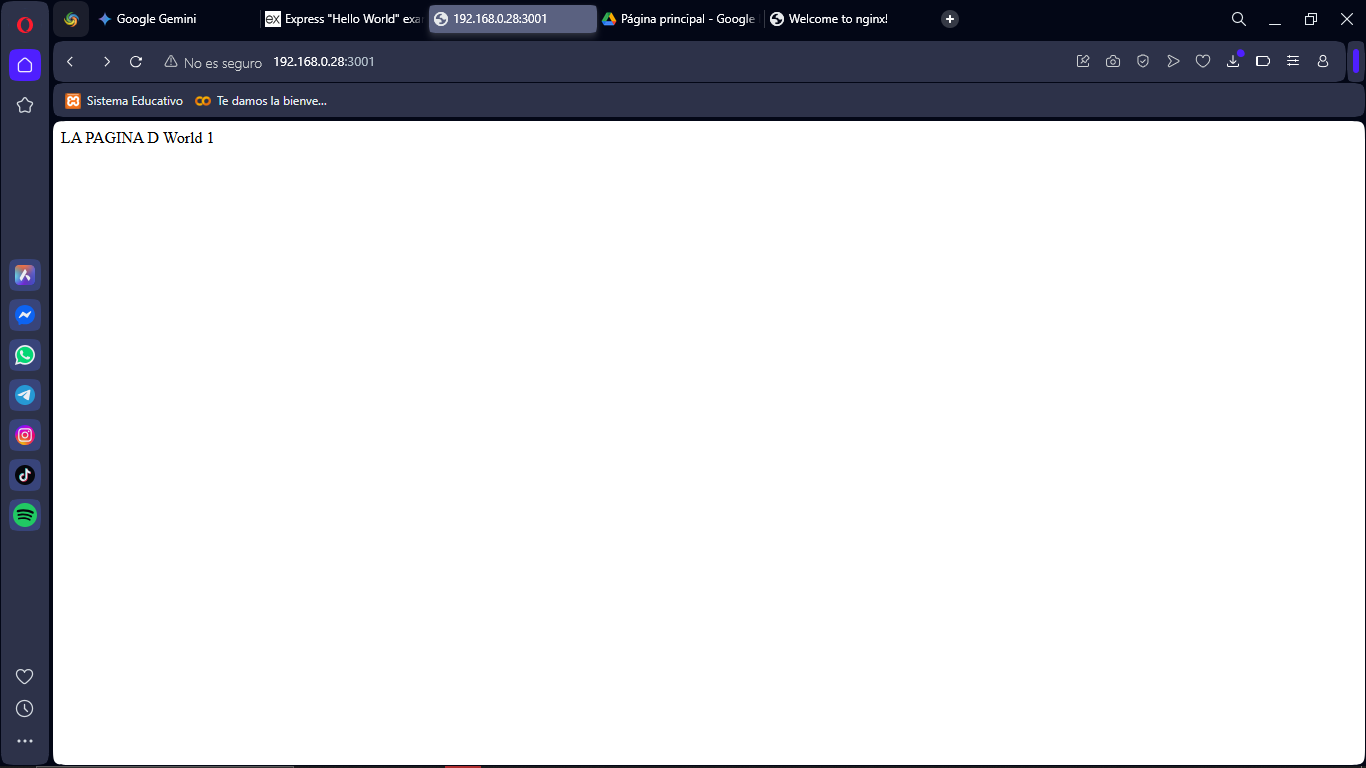 Google Gemini
Express "Hello World" exa
192.168.0.28:3001
Página principal - Google
Welcome to nginx!
No es seguro 192.168.0.28:3001
Sistema Educativo
Te damos la bienve...
LA PAGINA D World 1